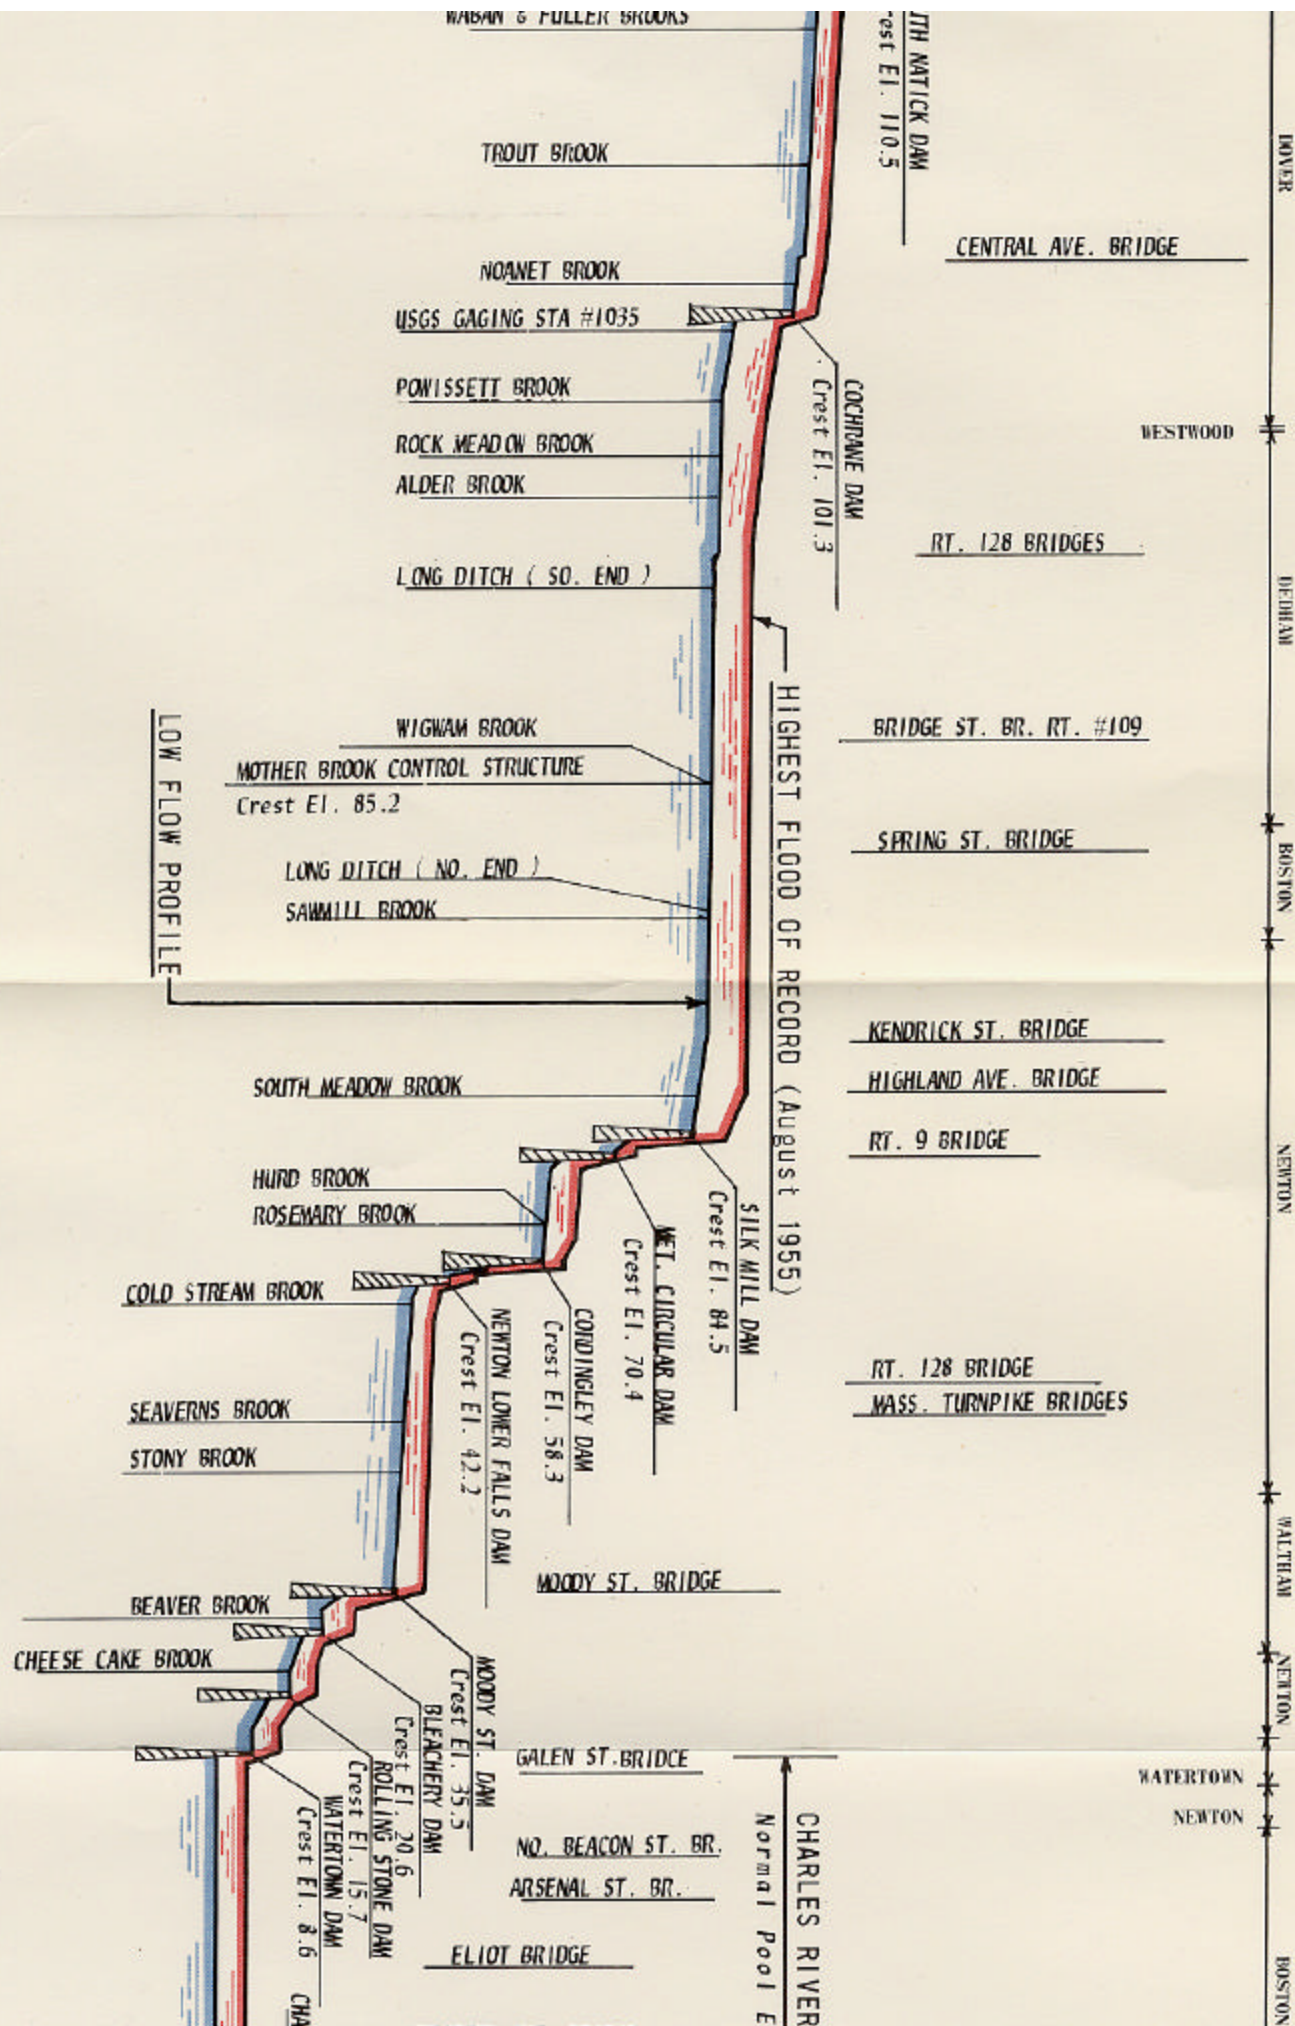 WABAN & FULLER BROOKS
TROUT BROOK
NOANET BROOK
USGS GAGING STA #1035
POWISSETT BROOK
ROCK MEADOW BROOK
ALDER BROOK
LONG DITCH ( SO. END )
WIGWAM BROOK
MOTHER BROOK CONTROL STRUCTURE
Crest El. 85.2
LONG DITCH ( NO. END )
SAWMILL BROOK
LOW FLOW PROFILE
SOUTH MEADOW BROOK
HURD BROOK
ROSEMARY BROOK
COLD STREAM BROOK
SEAVERNS BROOK
STONY BROOK
BEAVER BROOK
CHEESE CAKE BROOK
UTH NATICK DAM
rest El. 110.5
COCHRANE DAM
Crest El. 101.3
HIGHEST FLOOD OF RECORD (August 1955)
SILK MILL DAM
Crest El. 84.5
MET. CIRCULAR DAM
Crest El. 70.4
CORDINGLEY DAM
Crest El. 58.3
NEWTON LOWER FALLS DAM
Crest El. 42.2
MOODY ST. DAM
Crest El. 35.5
BLEACHERY DAM
Crest El. 20.6
ROLLING STONE DAM
Crest El. 15.7
WATERTOWN DAM
Crest El. 8.6
CHA
CENTRAL AVE. BRIDGE
RT. 128 BRIDGES
BRIDGE ST. BR. RT. #109
SPRING ST. BRIDGE
KENDRICK ST. BRIDGE
HIGHLAND AVE. BRIDGE
RT. 9 BRIDGE
RT. 128 BRIDGE
MASS. TURNPIKE BRIDGES
MOODY ST. BRIDGE
GALEN ST. BRIDGE
NO. BEACON ST. BR.
ARSENAL ST. BR.
ELIOT BRIDGE
CHARLES RIVER
Normal Pool E
DOVER
WESTWOOD
DEDHAM
BOSTON
NEWTON
WALTHAM
NEWTON
WATERTOWN
NEWTON
BOSTON